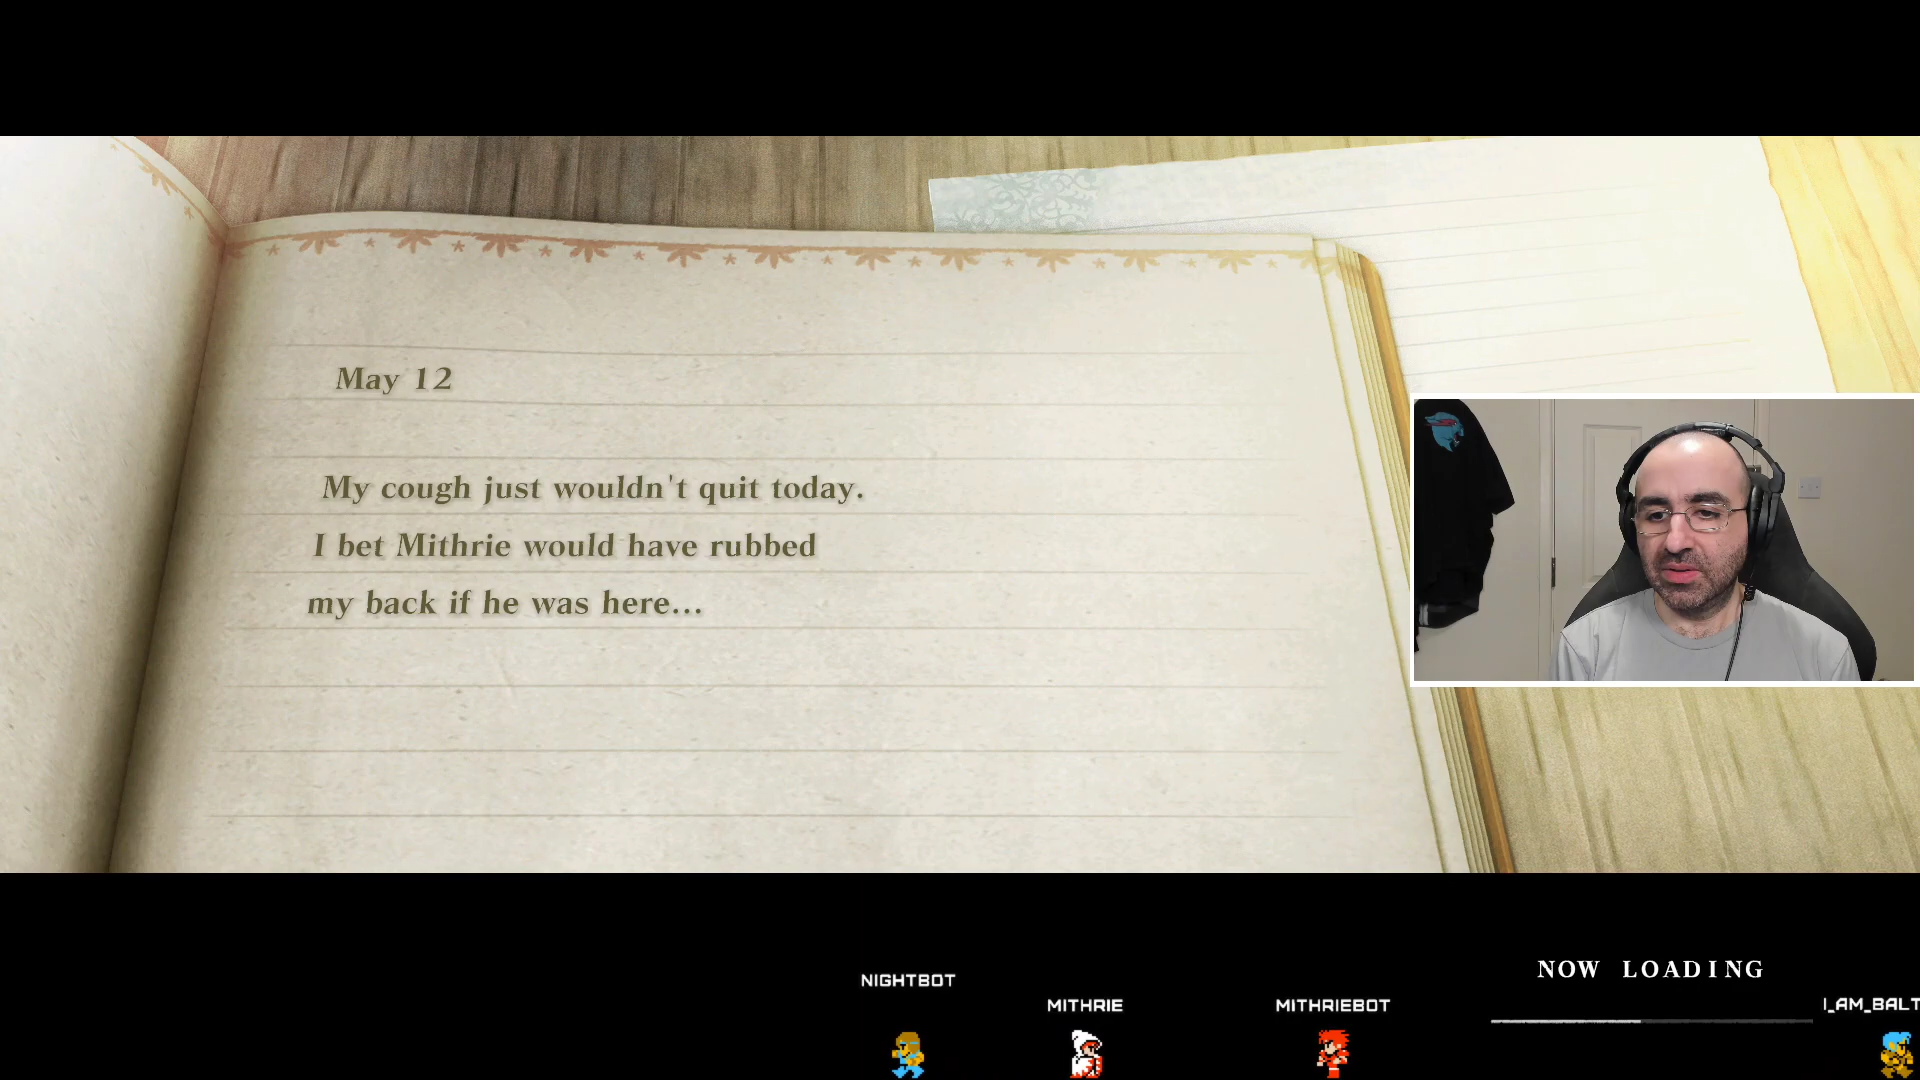 May 12
My cough just wouldn't quit today.
I bet Mithrie would have rubbed
my back if he was here...
NOW LOADING
NIGHTBOT
MITHRIE
MITHRIEBOT
I_AM_BALT